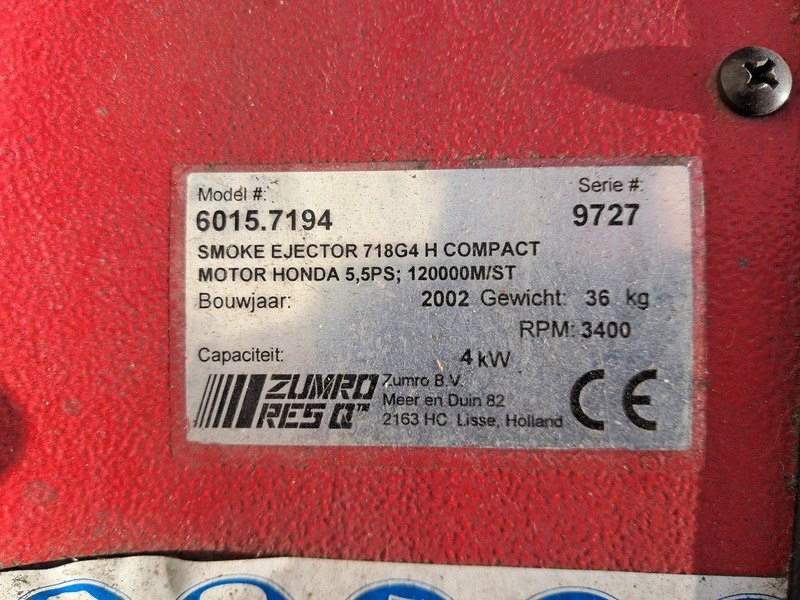 Model #: Serie #:
6015.7194 9727
SMOKE EJECTOR 718G4 H COMPACT
MOTOR HONDA 5,5PS; 120000M/ST
Bouwjaar: 2002 Gewicht: 36 kg
RPM: 3400
Capaciteit: 4 kW
ZUMRO
RES Q™
Zumro B.V.
Meer en Duin 82
2163 HC Lisse, Holland
CE